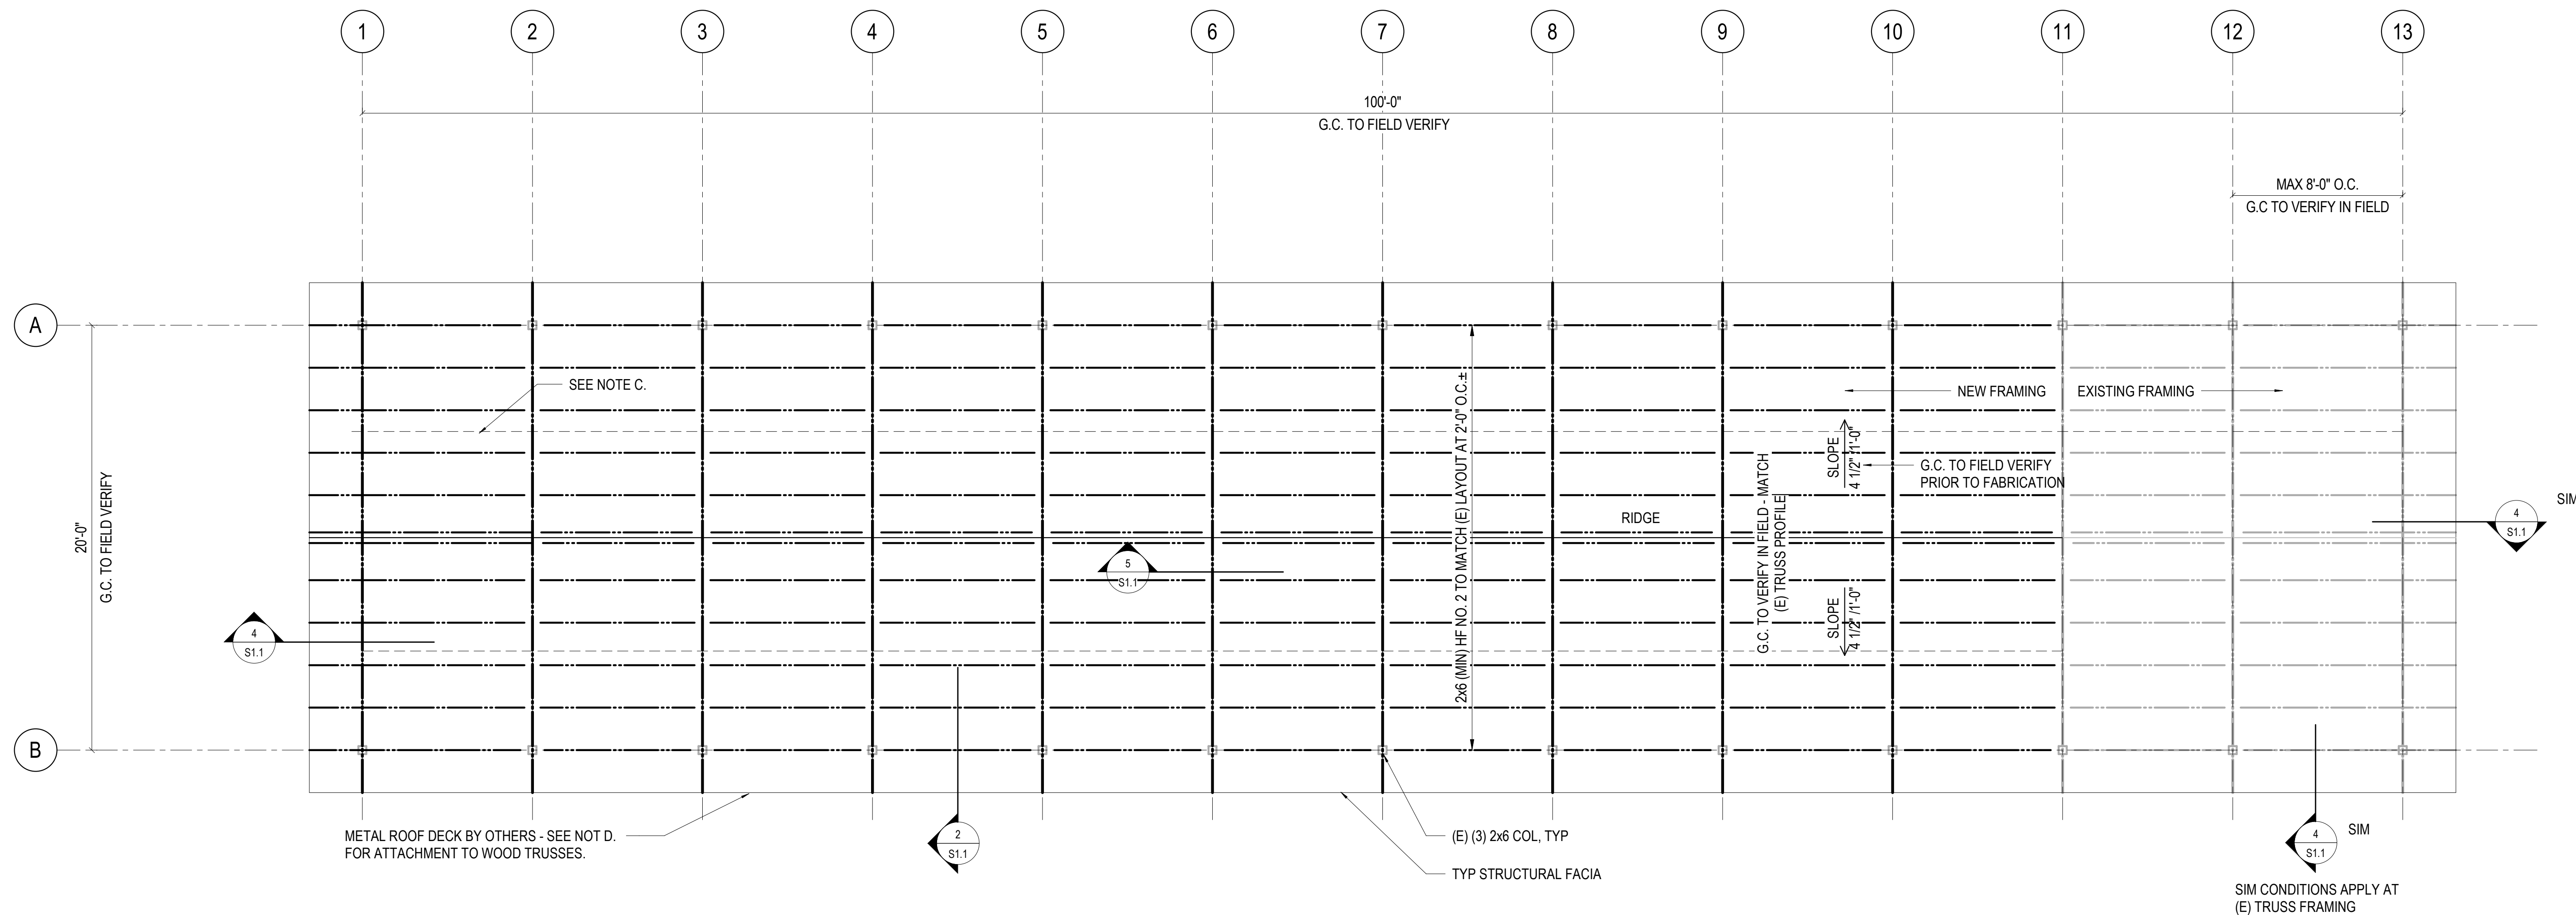 1 2 3 4 5 6 7 8 9 10 11 12 13
100'-0"
G.C. TO FIELD VERIFY
MAX 8'-0" O.C.
G.C TO VERIFY IN FIELD
A
SEE NOTE C.
NEW FRAMING
EXISTING FRAMING
20'-0"
G.C. TO FIELD VERIFY
2x6 (MIN) HF NO. 2 TO MATCH (E) LAYOUT AT 2'-0" O.C.±
SLOPE
4 1/2" /1'-0"
G.C. TO FIELD VERIFY
PRIOR TO FABRICATION
G.C. TO VERIFY IN FIELD - MATCH
(E) TRUSS PROFILE
RIDGE
SIM
4
S1.1
5
S1.1
SLOPE
4 1/2" /1'-0"
4
S1.1
B
METAL ROOF DECK BY OTHERS - SEE NOT D.
FOR ATTACHMENT TO WOOD TRUSSES.
2
S1.1
(E) (3) 2x6 COL, TYP
TYP STRUCTURAL FACIA
4
S1.1
SIM
SIM CONDITIONS APPLY AT
(E) TRUSS FRAMING